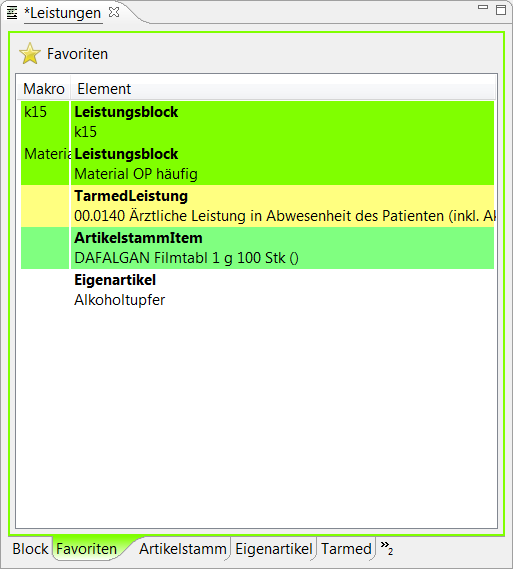 *Leistungen
Favoriten
Makro Element
k15 Leistungsblock
k15
Materia Leistungsblock
Material OP häufig
TarmedLeistung
00.0140 Ärztliche Leistung in Abwesenheit des Patienten (inkl. Ak
ArtikelstammItem
DAFALGAN Filmtabl 1 g 100 Stk ()
Eigenartikel
Alkoholtupfer
Block Favoriten Artikelstamm Eigenartikel Tarmed »2